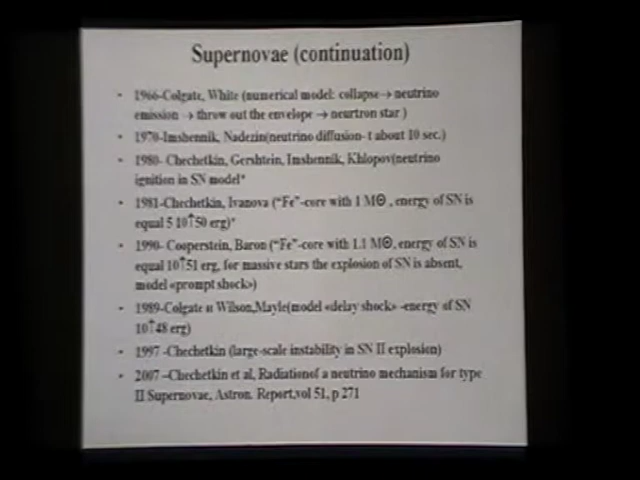 Supernovae (continuation)
• 1966-Colgate, White (numerical model: collapse→ neutrino
emission → throw out the envelope → neurtron star )
• 1970-Imshennik, Nadezin(neutrino diffusion- t about 10 sec.)
• 1980- Chechetkin, Gershtein, Imshennik, Khlopov(neutrino
ignition in SN model*
• 1981-Chechetkin, Ivanova (“Fe”-core with 1 M⊙ , energy of SN is
equal 5 10↑50 erg)*
• 1990- Cooperstein, Baron (“Fe”-core with 1.1 M⊙, energy of SN is
equal 10↑51 erg, for massive stars the explosion of SN is absent,
model «prompt shock»)
• 1989-Colgate и Wilson,Mayle(model «delay shock» -energy of SN
10↑48 erg)
• 1997 -Chechetkin (large-scale instability in SN II explosion)
• 2007 –Chechetkin et al, Radiationof a neutrino mechanism for type
II Supernovae, Astron. Report,vol 51, p 271